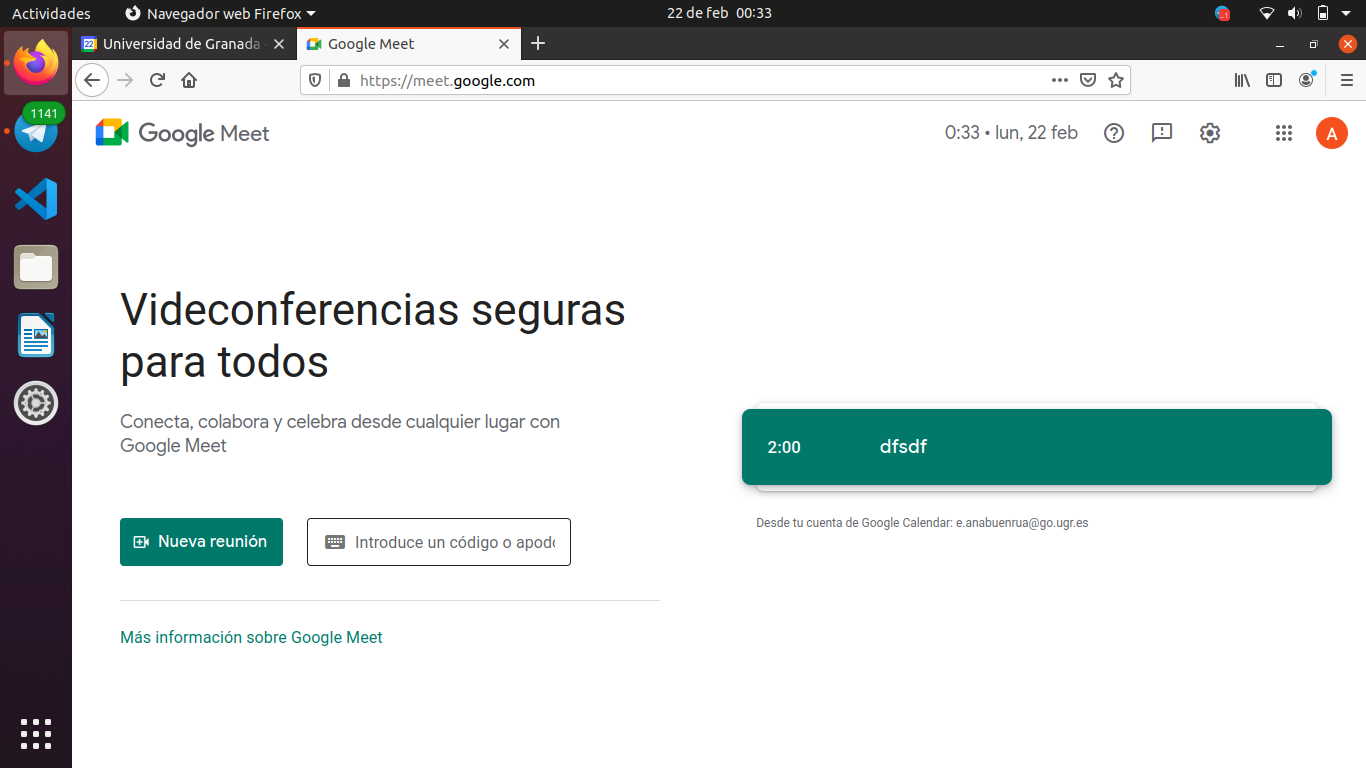 Actividades
Navegador web Firefox
22 de feb 00:33
Universidad de Granada -
Google Meet
https://meet.google.com
1141
Google Meet
0:33 • lun, 22 feb
A
Videconferencias seguras
para todos
Conecta, colabora y celebra desde cualquier lugar con
Google Meet
2:00 dfsdf
Desde tu cuenta de Google Calendar: e.anabuenrua@go.ugr.es
Nueva reunión
Introduce un código o apodo
Más información sobre Google Meet